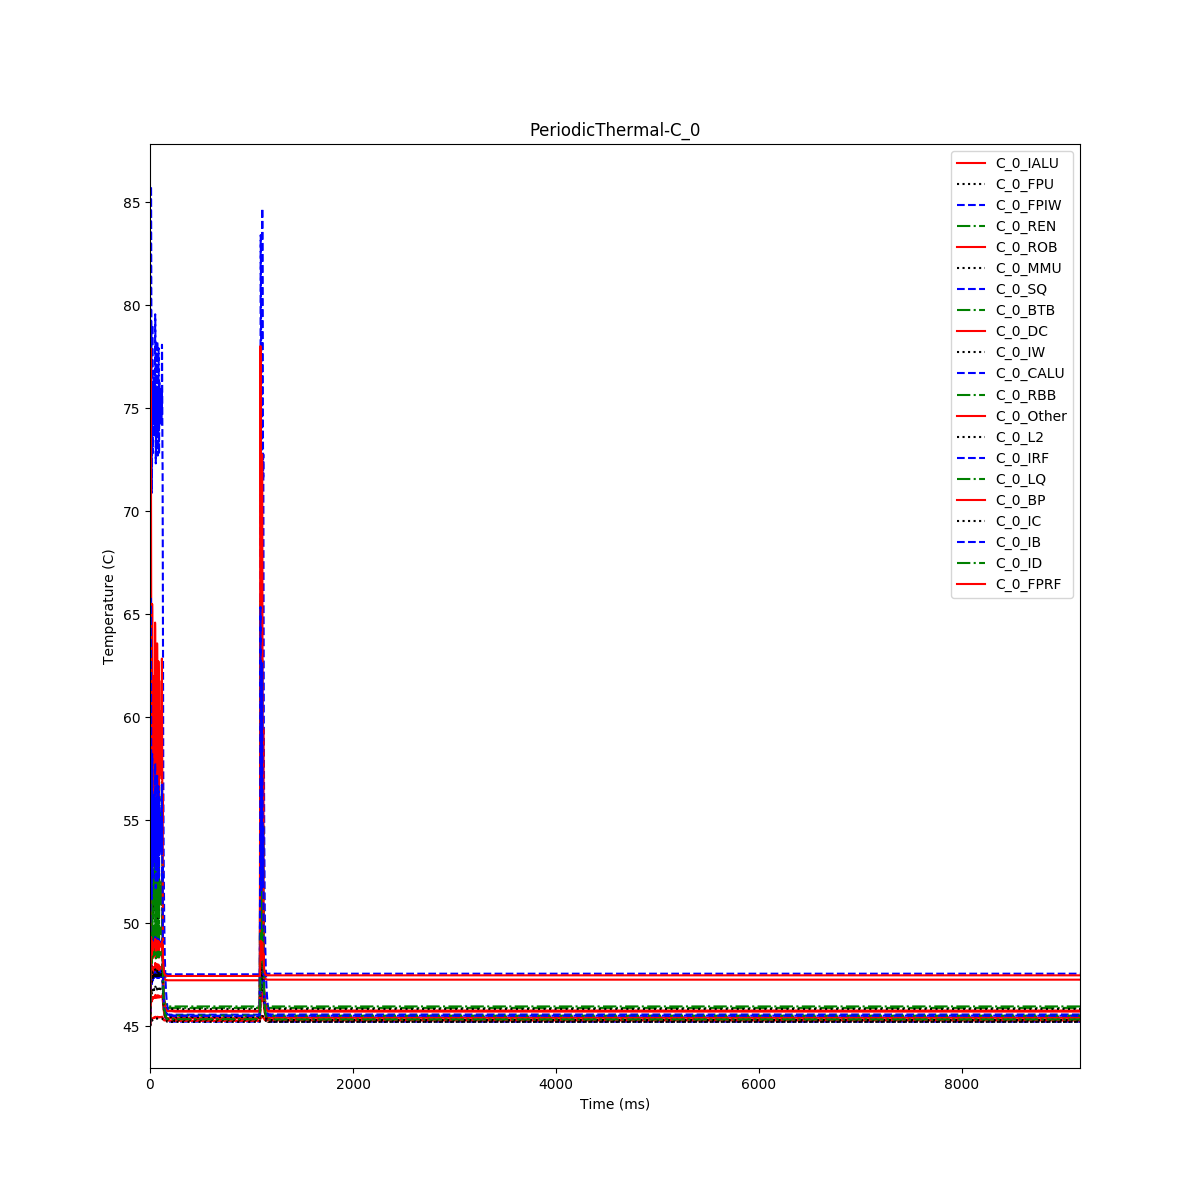 PeriodicThermal-C_0
C_0_IALU
C_0_FPU
C_0_FPIW
C_0_REN
C_0_ROB
C_0_MMU
C_0_SQ
C_0_BTB
C_0_DC
C_0_IW
C_0_CALU
C_0_RBB
C_0_Other
C_0_L2
C_0_IRF
C_0_LQ
C_0_BP
C_0_IC
C_0_IB
C_0_ID
C_0_FPRF
85
80
75
70
65
60
55
50
45
Temperature (C)
0 2000 4000 6000 8000
Time (ms)